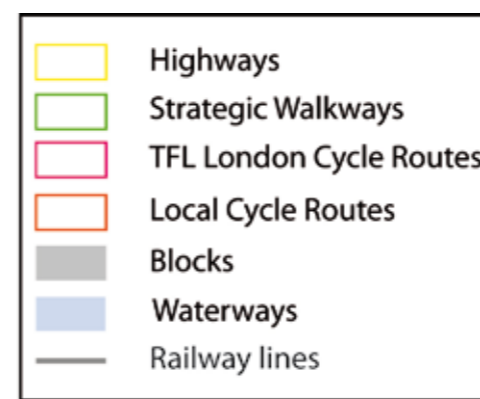 Highways
Strategic Walkways
TFL London Cycle Routes
Local Cycle Routes
Blocks
Waterways
Railway lines